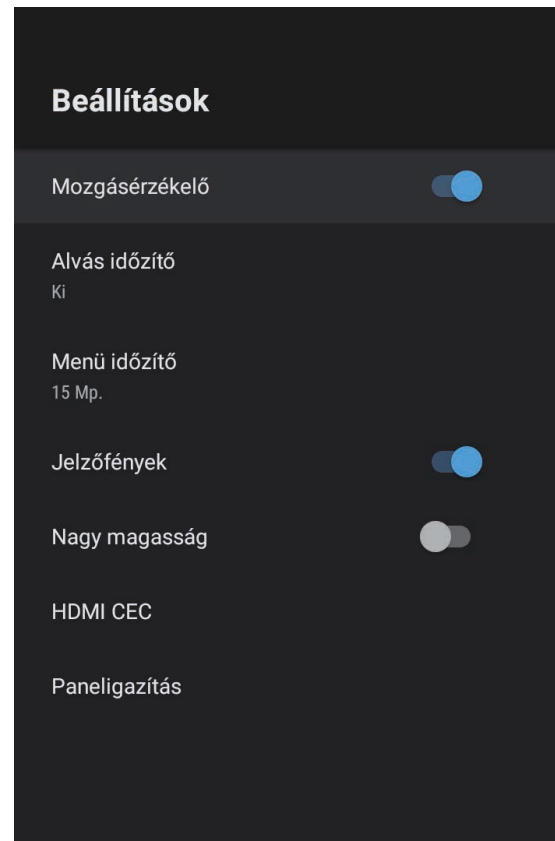 Beállítások
Mozgásérzékelő
Alvás időzítő
Ki
Menü időzítő
15 Mp.
Jelzőfények
Nagy magasság
HDMI CEC
Paneligazítás